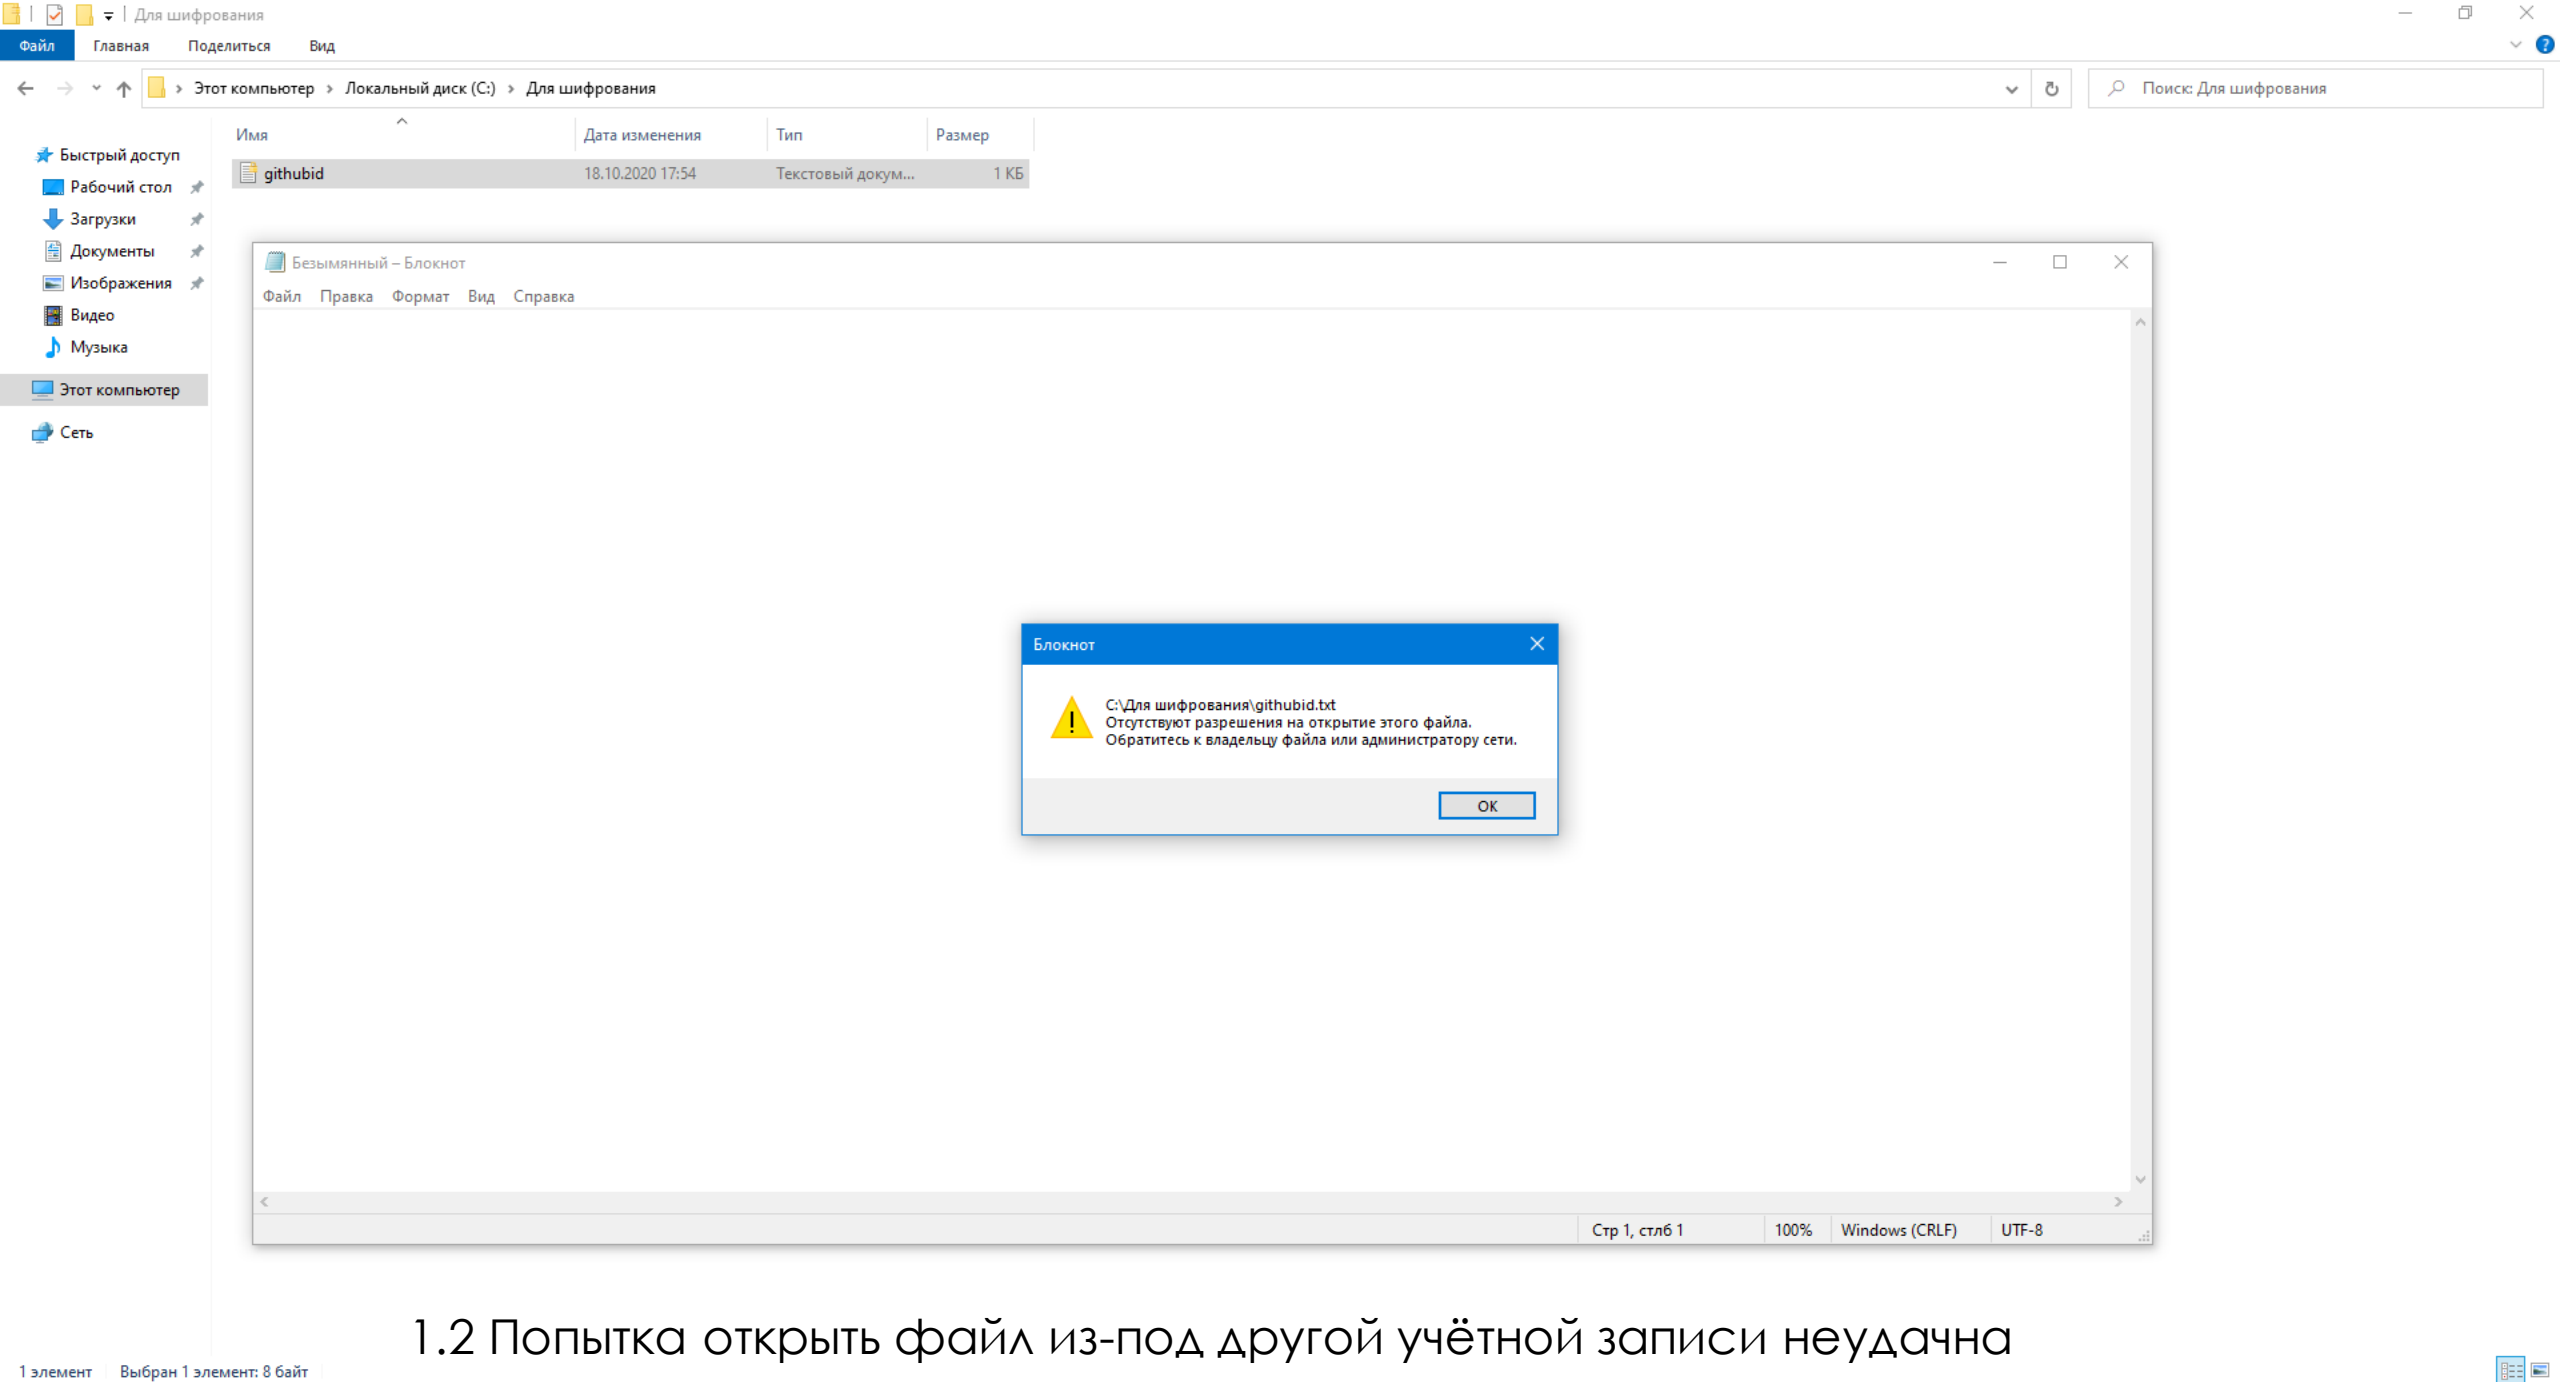 Для шифрования
Файл Главная Поделиться Вид
Этот компьютер Локальный диск (C:) Для шифрования
Поиск: Для шифрования
Имя Дата изменения Тип Размер
githubid 18.10.2020 17:54 Текстовый докум... 1 КБ
Быстрый доступ
Рабочий стол
Загрузки
Документы
Изображения
Видео
Музыка
Этот компьютер
Сеть
Безымянный – Блокнот
Файл Правка Формат Вид Справка
Блокнот
C:\Для шифрования\githubid.txt
Отсутствуют разрешения на открытие этого файла.
Обратитесь к владельцу файла или администратору сети.
ОК
Стр 1, стлб 1 100% Windows (CRLF) UTF-8
1.2 Попытка открыть файл из-под другой учётной записи неудачна
1 элемент Выбран 1 элемент: 8 байт